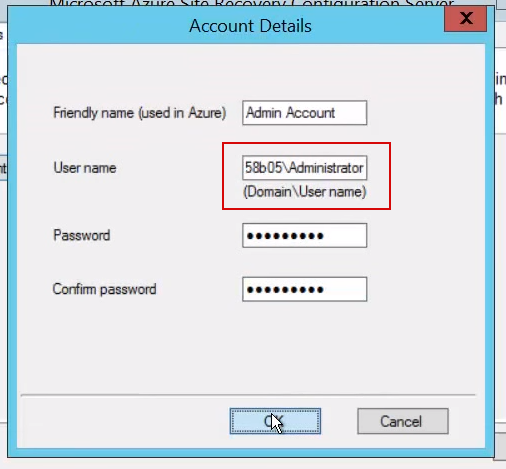 Microsoft Azure Site Recovery Configuration Server
Account Details
X
Friendly name (used in Azure)
Admin Account
User name
58b05\Administrator
(Domain\User name)
Password
●●●●●●●●●
Confirm password
●●●●●●●●●
OK
Cancel